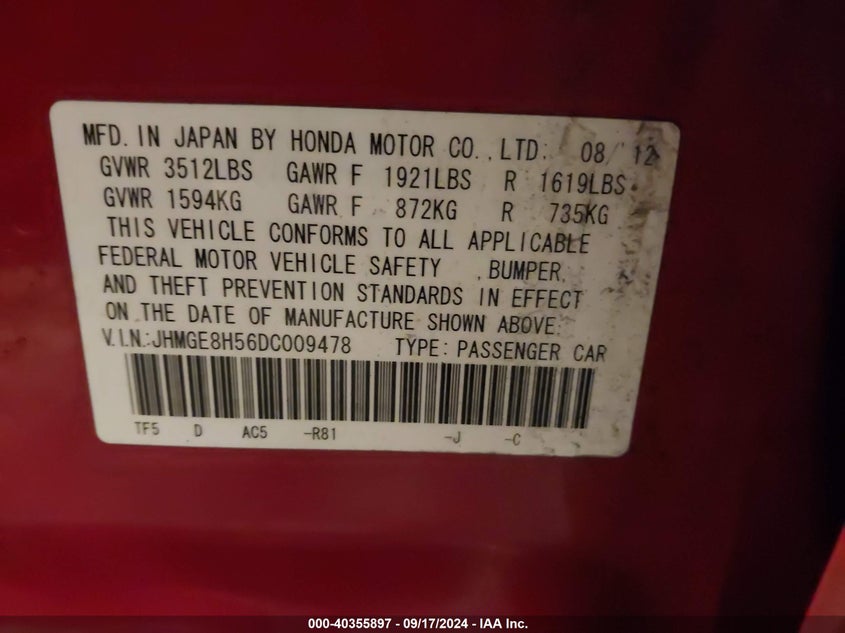 MFD. IN JAPAN BY HONDA MOTOR CO., LTD. 08/12
GVWR 3512LBS GAWR F 1921LBS R 1619LBS
GVWR 1594KG GAWR F 872KG R 735KG
THIS VEHICLE CONFORMS TO ALL APPLICABLE
FEDERAL MOTOR VEHICLE SAFETY , BUMPER,
AND THEFT PREVENTION STANDARDS IN EFFECT
ON THE DATE OF MANUFACTURE SHOWN ABOVE.
V.I.N.:JHMGE8H56DC009478 TYPE: PASSENGER CAR
TF5 D AC5 -R81 -J -C
000-40355897 - 09/17/2024 - IAA Inc.